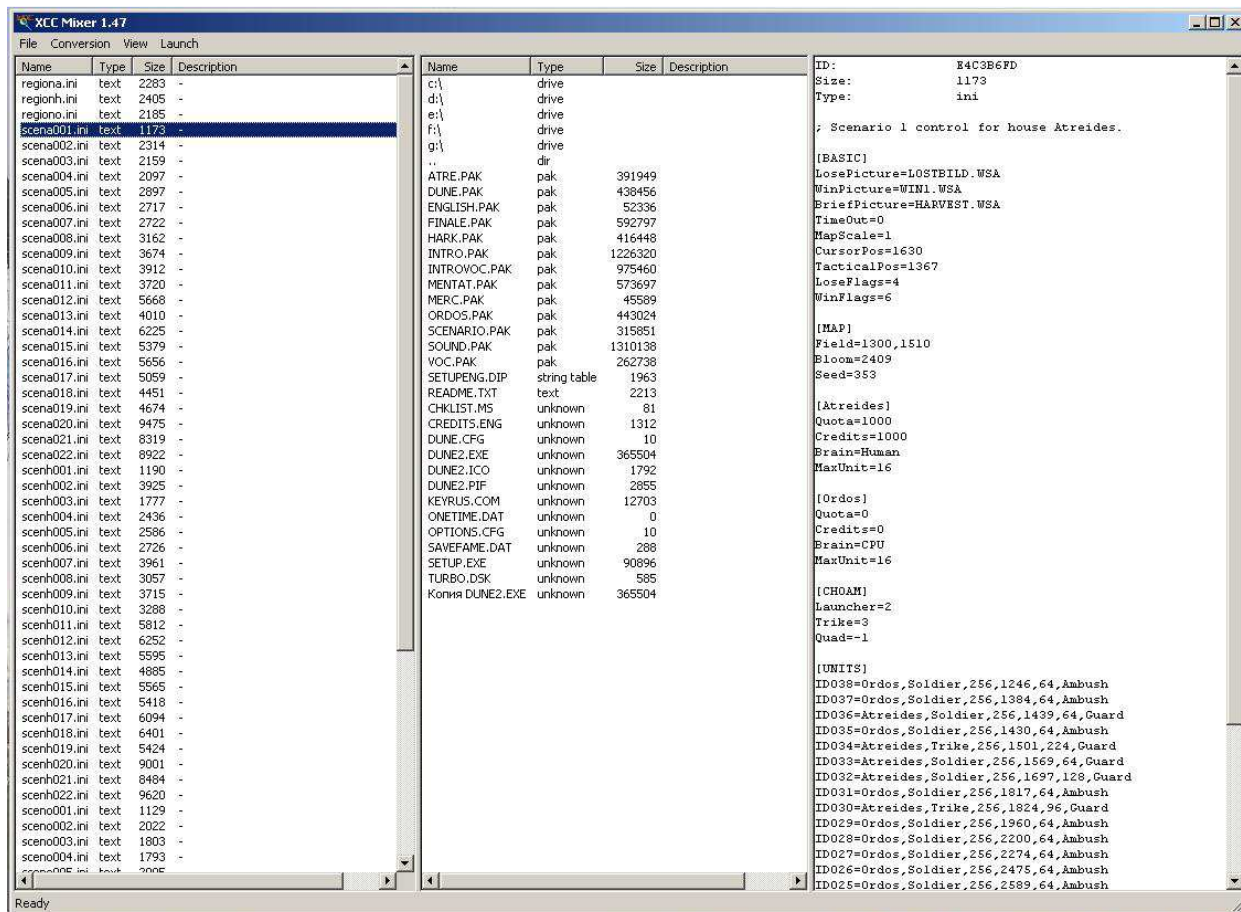 XCC Mixer 1.47
File Conversion View Launch
Name Type Size Description
regiona.ini text 2283 -
regionh.ini text 2405 -
regiono.ini text 2185 -
scena001.ini text 1173 -
scena002.ini text 2314 -
scena003.ini text 2159 -
scena004.ini text 2097 -
scena005.ini text 2897 -
scena006.ini text 2717 -
scena007.ini text 2722 -
scena008.ini text 3162 -
scena009.ini text 3674 -
scena010.ini text 3912 -
scena011.ini text 3720 -
scena012.ini text 5668 -
scena013.ini text 4010 -
scena014.ini text 6225 -
scena015.ini text 5379 -
scena016.ini text 5656 -
scena017.ini text 5059 -
scena018.ini text 4451 -
scena019.ini text 4674 -
scena020.ini text 9475 -
scena021.ini text 8319 -
scena022.ini text 8922 -
scenh001.ini text 1190 -
scenh002.ini text 3925 -
scenh003.ini text 1777 -
scenh004.ini text 2436 -
scenh005.ini text 2586 -
scenh006.ini text 2726 -
scenh007.ini text 3961 -
scenh008.ini text 3057 -
scenh009.ini text 3715 -
scenh010.ini text 3288 -
scenh011.ini text 5812 -
scenh012.ini text 6252 -
scenh013.ini text 5595 -
scenh014.ini text 4885 -
scenh015.ini text 5565 -
scenh016.ini text 5418 -
scenh017.ini text 6094 -
scenh018.ini text 6401 -
scenh019.ini text 5424 -
scenh020.ini text 9001 -
scenh021.ini text 8484 -
scenh022.ini text 9620 -
sceno001.ini text 1129 -
sceno002.ini text 2022 -
sceno003.ini text 1803 -
sceno004.ini text 1793 -
Name Type Size Description
c:\ drive
d:\ drive
e:\ drive
f:\ drive
g:\ drive
.. dir
ATRE.PAK pak 391949
DUNE.PAK pak 438456
ENGLISH.PAK pak 52336
FINALE.PAK pak 592797
HARK.PAK pak 416448
INTRO.PAK pak 1226320
INTROVOC.PAK pak 975460
MENTAT.PAK pak 573697
MERC.PAK pak 45589
ORDOS.PAK pak 443024
SCENARIO.PAK pak 315851
SOUND.PAK pak 1310138
VOC.PAK pak 262738
SETUPENG.DIP string table 1963
README.TXT text 2213
CHKLIST.MS unknown 81
CREDITS.ENG unknown 1312
DUNE.CFG unknown 10
DUNE2.EXE unknown 365504
DUNE2.ICO unknown 1792
DUNE2.PIF unknown 2855
KEYRUS.COM unknown 12703
ONETIME.DAT unknown 0
OPTIONS.CFG unknown 10
SAVEFAME.DAT unknown 288
SETUP.EXE unknown 90896
TURBO.DSK unknown 585
Копия DUNE2.EXE unknown 365504
ID: E4C3B6FD
Size: 1173
Type: ini
; Scenario 1 control for house Atreides.
[BASIC]
LosePicture=LOSTBILD.WSA
WinPicture=WIN1.WSA
BriefPicture=HARVEST.WSA
TimeOut=0
MapScale=1
CursorPos=1630
TacticalPos=1367
LoseFlags=4
WinFlags=6
[MAP]
Field=1300,1510
Bloom=2409
Seed=353
[Atreides]
Quota=1000
Credits=1000
Brain=Human
MaxUnit=16
[Ordos]
Quota=0
Credits=0
Brain=CPU
MaxUnit=16
[CHOAM]
Launcher=2
Trike=3
Quad=-1
[UNITS]
ID038=Ordos,Soldier,256,1246,64,Ambush
ID037=Ordos,Soldier,256,1384,64,Ambush
ID036=Atreides,Soldier,256,1439,64,Guard
ID035=Ordos,Soldier,256,1430,64,Ambush
ID034=Atreides,Trike,256,1501,224,Guard
ID033=Atreides,Soldier,256,1569,64,Guard
ID032=Atreides,Soldier,256,1697,128,Guard
ID031=Ordos,Soldier,256,1817,64,Ambush
ID030=Atreides,Trike,256,1824,96,Guard
ID029=Ordos,Soldier,256,1960,64,Ambush
ID028=Ordos,Soldier,256,2200,64,Ambush
ID027=Ordos,Soldier,256,2274,64,Ambush
ID026=Ordos,Soldier,256,2475,64,Ambush
ID025=Ordos,Soldier,256,2589,64,Ambush
Ready